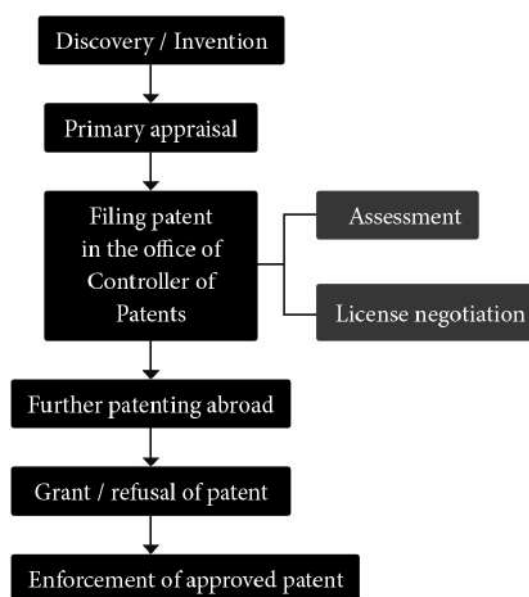 Discovery / Invention
Primary appraisal
Filing patent
in the office of
Controller of
Patents
Assessment
License negotiation
Further patenting abroad
Grant / refusal of patent
Enforcement of approved patent